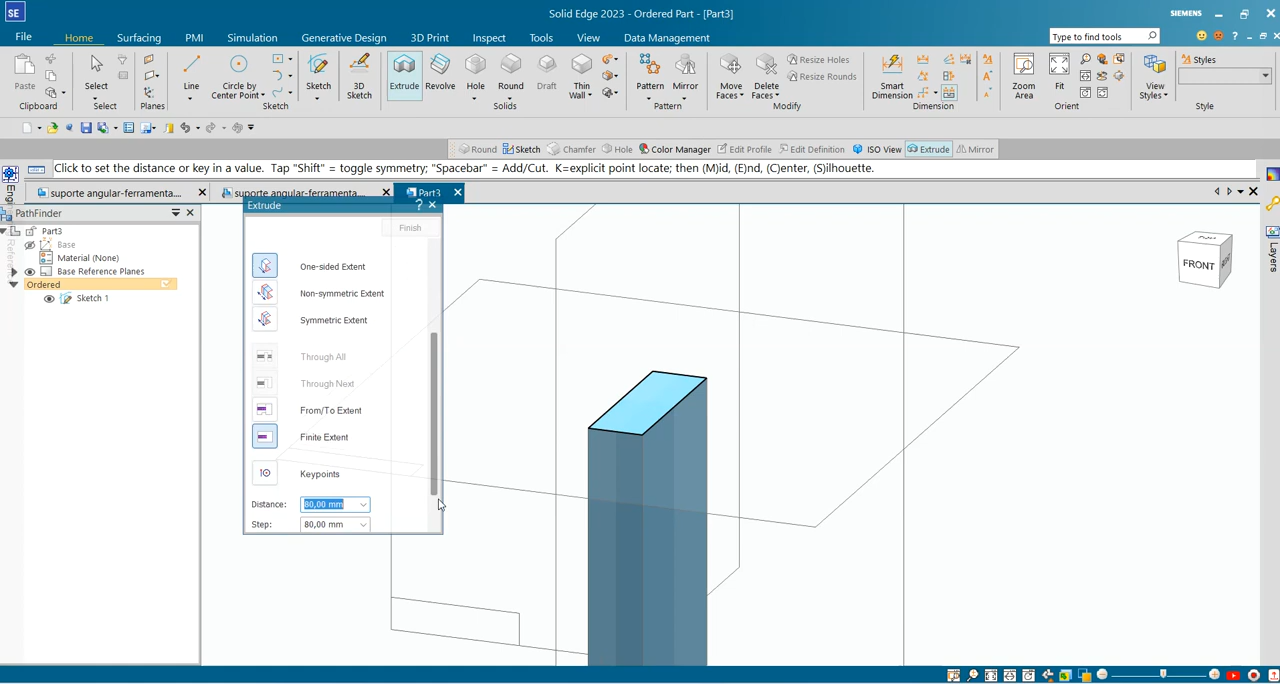 SE
Solid Edge 2023 - Ordered Part - [Part3]
SIEMENS
File Home Surfacing PMI Simulation Generative Design 3D Print Inspect Tools View Data Management
Type to find tools
Paste
Clipboard
Select
Select
Planes
Line
Circle by Center Point
Sketch
Sketch
3D Sketch
Extrude
Revolve
Hole
Round
Draft
Thin Wall
Solids
Pattern
Mirror
Pattern
Move Faces
Delete Faces
Resize Holes
Resize Rounds
Modify
Smart Dimension
Dimension
Zoom Area
Fit
Orient
View Styles
Styles
Style
Round Sketch Chamfer Hole Color Manager Edit Profile Edit Definition ISO View Extrude Mirror
Click to set the distance or key in a value. Tap "Shift" = toggle symmetry; "Spacebar" = Add/Cut. K=explicit point locate; then (M)id, (E)nd, (C)enter, (S)ilhouette.
suporte angular-ferramenta....
suporte angular-ferramenta...
Part3
PathFinder
Part3
Base
Material (None)
Base Reference Planes
Ordered
Sketch 1
Extrude
Finish
One-sided Extent
Non-symmetric Extent
Symmetric Extent
Through All
Through Next
From/To Extent
Finite Extent
Keypoints
Distance: 80,00 mm
Step: 80,00 mm
FRONT
Layers